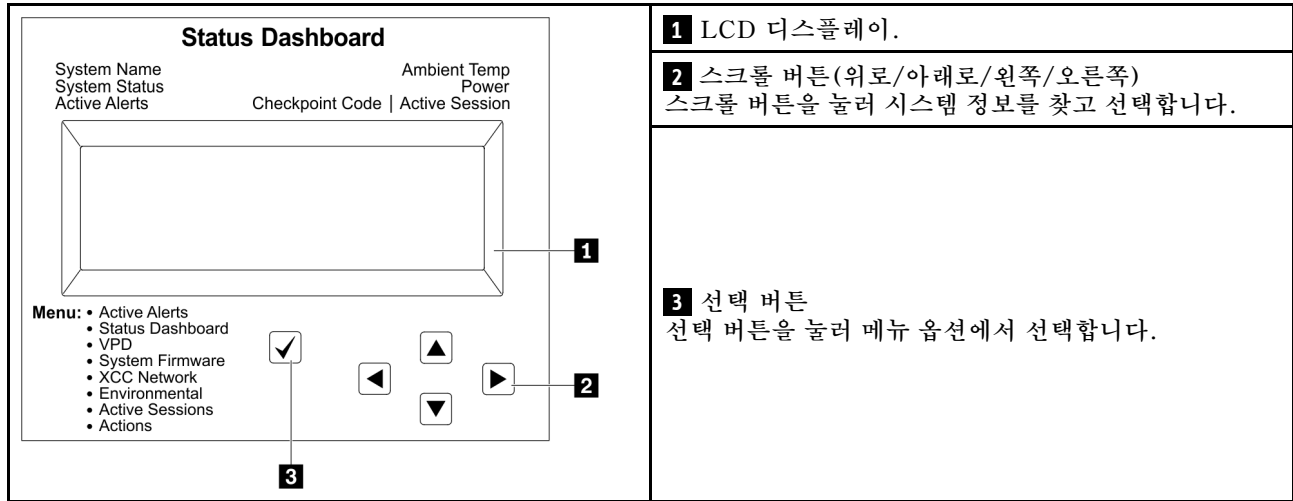 Status Dashboard
System Name
System Status
Active Alerts
Ambient Temp
Power
Checkpoint Code | Active Session
1
Menu: • Active Alerts
• Status Dashboard
• VPD
• System Firmware
• XCC Network
• Environmental
• Active Sessions
• Actions
2
3
1 LCD 디스플레이.
2 스크롤 버튼(위로/아래로/왼쪽/오른쪽)
스크롤 버튼을 눌러 시스템 정보를 찾고 선택합니다.
3 선택 버튼
선택 버튼을 눌러 메뉴 옵션에서 선택합니다.